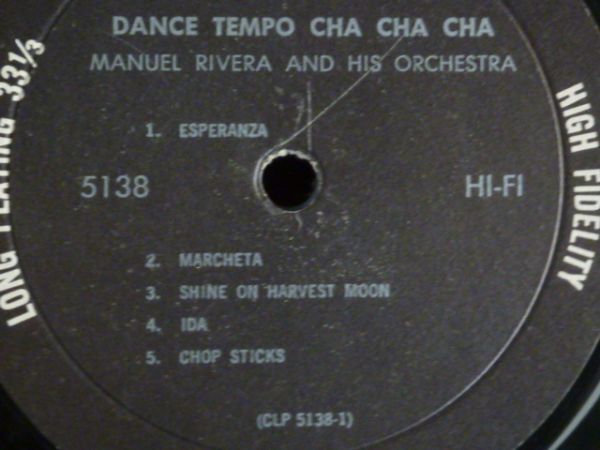 DANCE TEMPO CHA CHA CHA
MANUEL RIVERA AND HIS ORCHESTRA
LONG PLAYING 33⅓
HIGH FIDELITY
1. ESPERANZA
5138
HI-FI
2. MARCHETA
3. SHINE ON HARVEST MOON
4. IDA
5. CHOP STICKS
(CLP 5138-1)